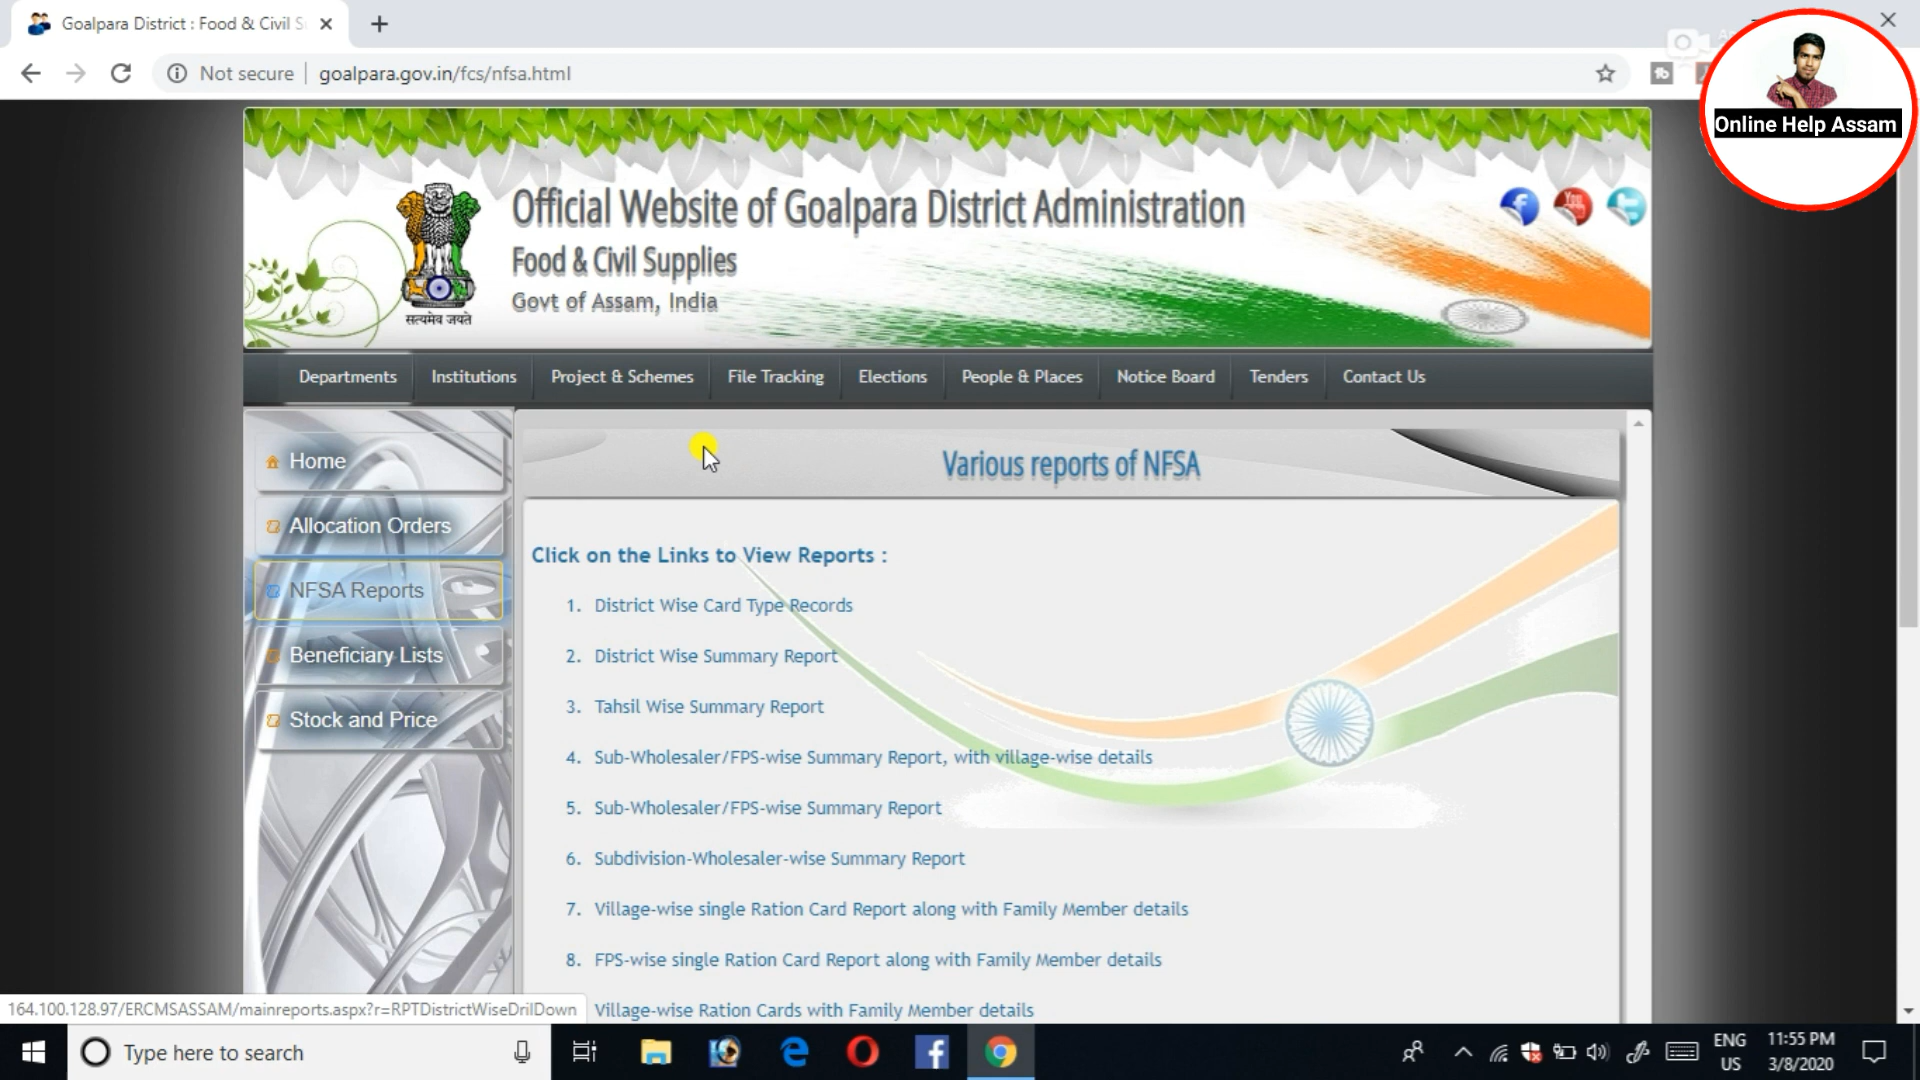 Goalpara District : Food & Civil S
Not secure
goalpara.gov.in/fcs/nfsa.html
Online Help Assam
Official Website of Goalpara District Administration
Food & Civil Supplies
Govt of Assam, India
सत्यमेव जयते
You
Departments
Institutions
Project & Schemes
File Tracking
Elections
People & Places
Notice Board
Tenders
Contact Us
Home
Allocation Orders
NFSA Reports
Beneficiary Lists
Stock and Price
Various reports of NFSA
Click on the Links to View Reports :
1. District Wise Card Type Records
2. District Wise Summary Report
3. Tahsil Wise Summary Report
4. Sub-Wholesaler/FPS-wise Summary Report, with village-wise details
5. Sub-Wholesaler/FPS-wise Summary Report
6. Subdivision-Wholesaler-wise Summary Report
7. Village-wise single Ration Card Report along with Family Member details
8. FPS-wise single Ration Card Report along with Family Member details
Village-wise Ration Cards with Family Member details
164.100.128.97/ERCMSASSAM/mainreports.aspx?r=RPTDistrictWiseDrilDown
Type here to search
ENG
US
11:55 PM
3/8/2020